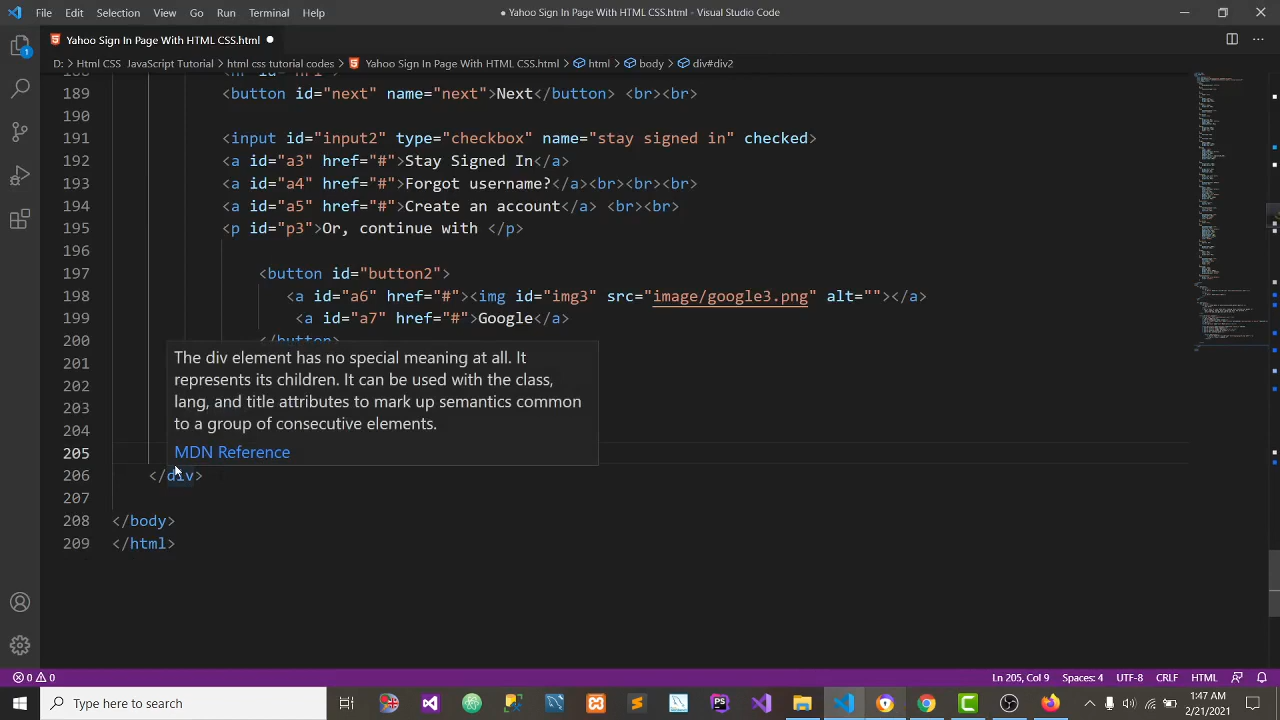 File Edit Selection View Go Run Terminal Help
● Yahoo Sign In Page With HTML CSS.html - Visual Studio Code
Yahoo Sign In Page With HTML CSS.html ●
D: > Html CSS JavaScript Tutorial > html css tutorial codes > Yahoo Sign In Page With HTML CSS.html > html > body > div#div2
189 <button id="next" name="next">Next</button> <br><br>
190
191 <input id="input2" type="checkbox" name="stay signed in" checked>
192 <a id="a3" href="#">Stay Signed In</a>
193 <a id="a4" href="#">Forgot username?</a><br><br><br>
194 <a id="a5" href="#">Create an account</a> <br><br>
195 <p id="p3">Or, continue with </p>
196
197 <button id="button2">
198 <a id="a6" href="#"><img id="img3" src="image/google3.png" alt=""></a>
199 <a id="a7" href="#">Google</a>
200 </button>
201
202
203
204
205
The div element has no special meaning at all. It
represents its children. It can be used with the class,
lang, and title attributes to mark up semantics common
to a group of consecutive elements.
MDN Reference
206 </div>
207
208 </body>
209 </html>
1
0 0
Ln 205, Col 9 Spaces: 4 UTF-8 CRLF HTML
Type here to search
PS
1:47 AM
2/21/2021